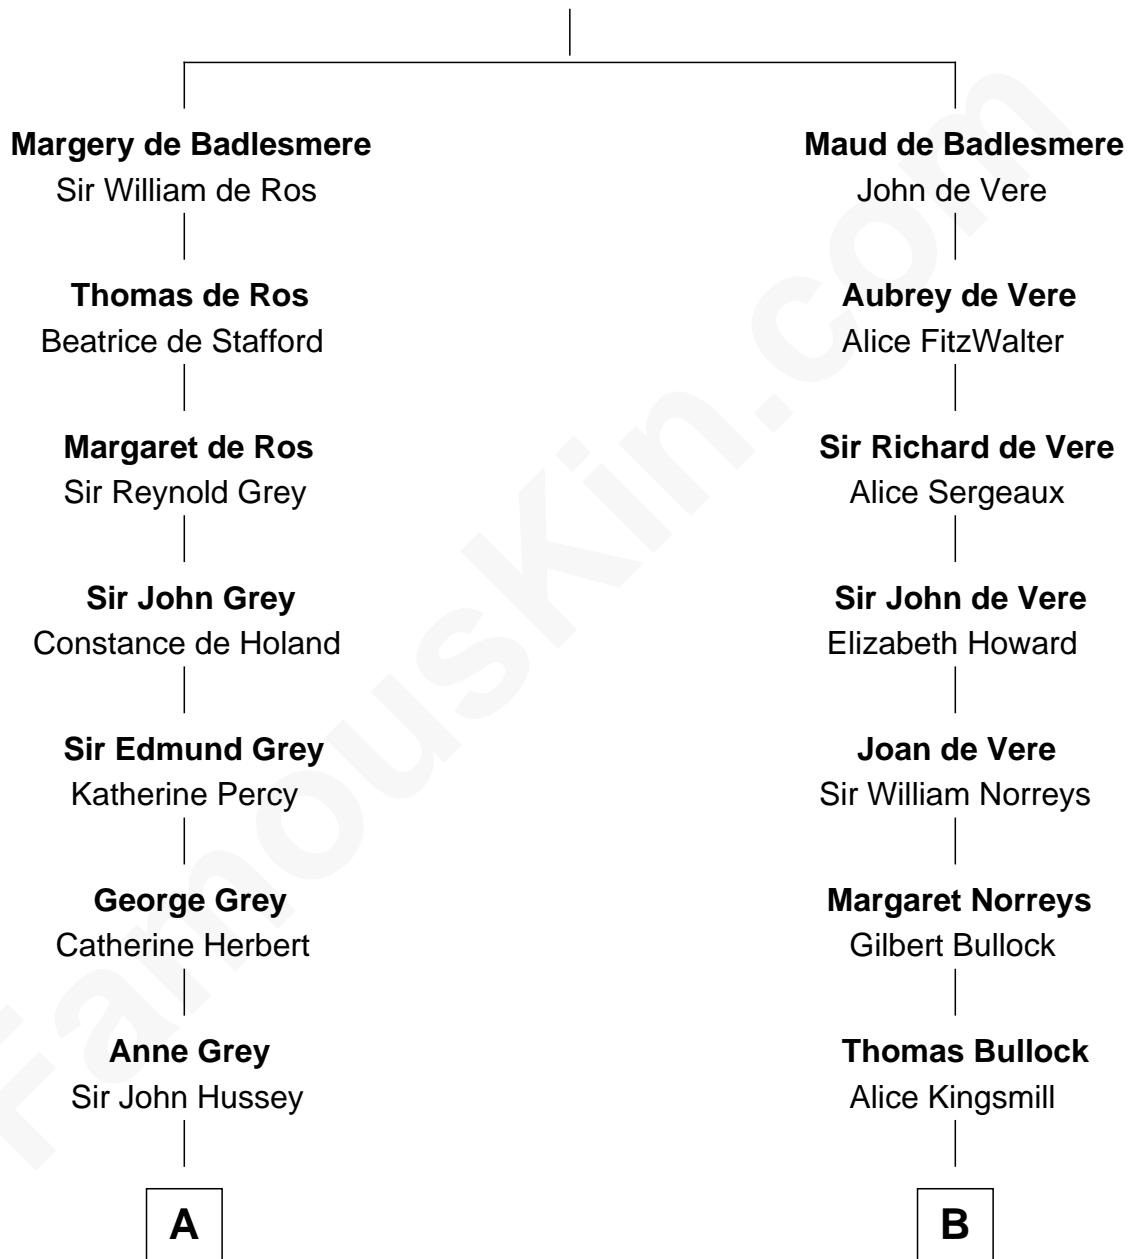 Margery de Badlesmere
Sir William de Ros
Thomas de Ros
Beatrice de Stafford
Margaret de Ros
Sir Reynold Grey
Sir John Grey
Constance de Holand
Sir Edmund Grey
Katherine Percy
George Grey
Catherine Herbert
Anne Grey
Sir John Hussey
A
Maud de Badlesmere
John de Vere
Aubrey de Vere
Alice FitzWalter
Sir Richard de Vere
Alice Sergeaux
Sir John de Vere
Elizabeth Howard
Joan de Vere
Sir William Norreys
Margaret Norreys
Gilbert Bullock
Thomas Bullock
Alice Kingsmill
B
FamousKin.com